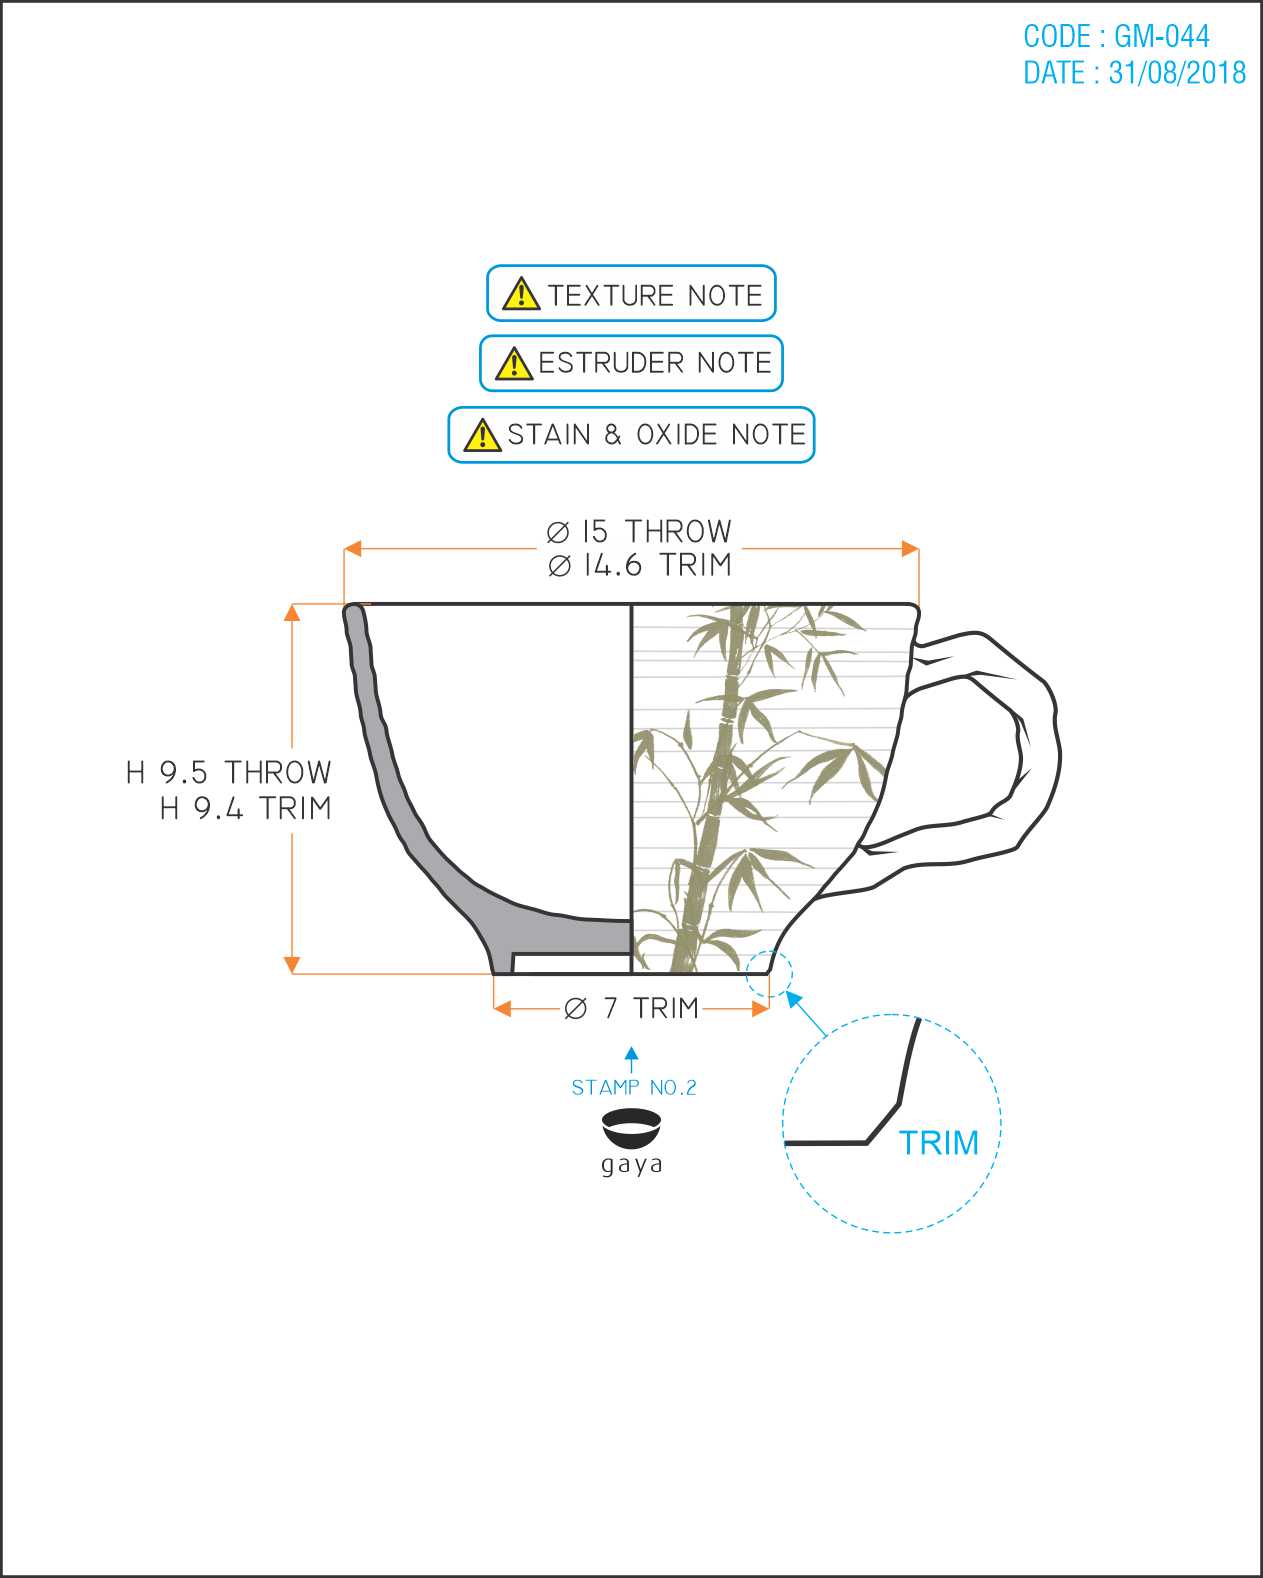 CODE : GM-044
DATE : 31/08/2018
TEXTURE NOTE
ESTRUDER NOTE
STAIN & OXIDE NOTE
∅ 15 THROW
∅ 14.6 TRIM
H 9.5 THROW
H 9.4 TRIM
∅ 7 TRIM
STAMP NO.2
gaya
TRIM